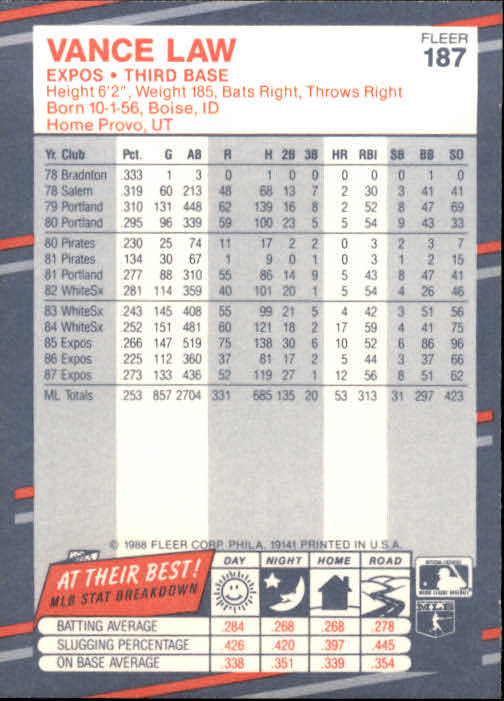 FLEER
187
VANCE LAW
EXPOS • THIRD BASE
Height 6'2", Weight 185, Bats Right, Throws Right
Born 10-1-56, Boise, ID
Home Provo, UT
Yr. Club Pct. G AB R H 2B 3B HR RBI SB BB SO
78 Bradnton .333 1 3 0 1 0 0 0 0 0 1 0
78 Salem .319 60 213 48 68 13 7 2 30 3 41 41
79 Portland .310 131 448 62 139 16 8 2 52 8 47 69
80 Portland .295 96 339 59 100 23 5 5 54 9 43 33
80 Pirates .230 25 74 11 17 2 2 0 3 2 3 7
81 Pirates .134 30 67 1 9 0 1 0 3 1 2 15
81 Portland .277 88 310 55 86 14 9 5 43 8 47 41
82 WhiteSx .281 114 359 40 101 20 1 5 54 4 26 46
83 WhiteSx .243 145 408 55 99 21 5 4 42 3 51 56
84 WhiteSx .252 151 481 60 121 18 2 17 59 4 41 75
85 Expos .266 147 519 75 138 30 6 10 52 6 86 96
86 Expos .225 112 360 37 81 17 2 5 44 3 37 66
87 Expos .273 133 436 52 119 27 1 12 56 8 51 62
ML Totals .253 857 2704 331 685 135 20 53 313 31 297 423
© 1988 FLEER CORP. PHILA. 19141 PRINTED IN U.S.A.
AT THEIR BEST!
MLB STAT BREAKDOWN
DAY NIGHT HOME ROAD
BATTING AVERAGE .284 .268 .268 .278
SLUGGING PERCENTAGE .426 .420 .397 .445
ON BASE AVERAGE .338 .351 .339 .354
MLB